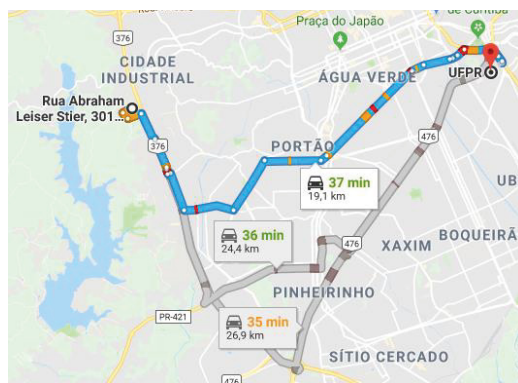 Praça do Japão
de Curitiba
376
CIDADE
INDUSTRIAL
ÁGUA VERDE
UFPR
Rua Abraham
Leiser Stier, 301...
376
PORTÃO
476
37 min
19,1 km
UB
36 min
24,4 km
476
XAXIM
BOQUEIRÃ
PINHEIRINHO
PR-421
35 min
26,9 km
SÍTIO CERCADO
476